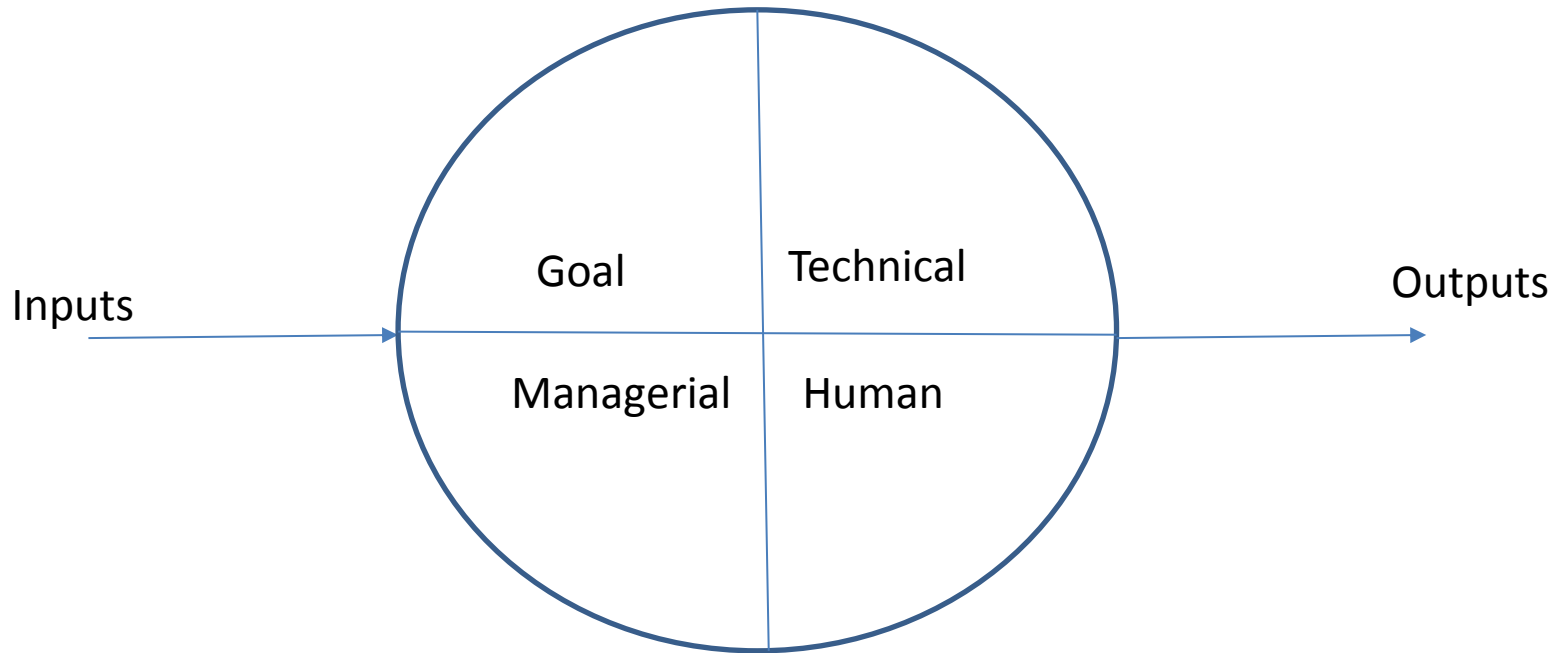 Inputs
Goal
Technical
Outputs
Managerial
Human